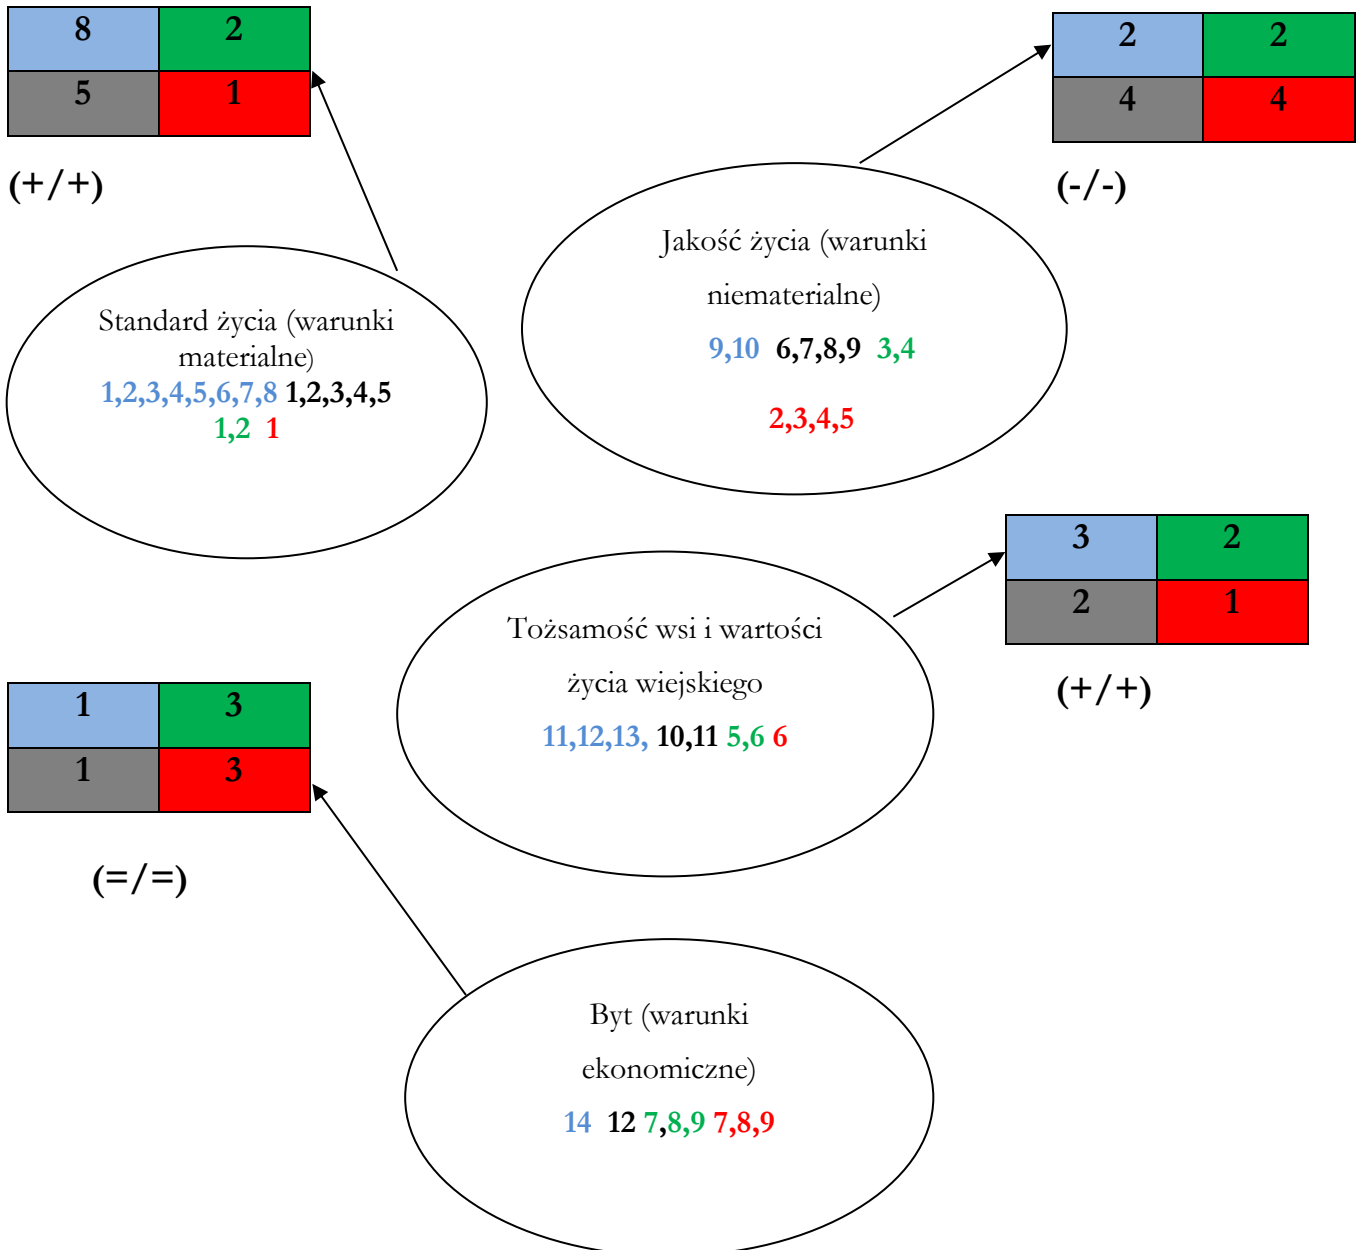 8 2
5 1
(+/+)
2 2
4 4
(-/-)
Standard życia (warunki
materialne)
1,2,3,4,5,6,7,8 1,2,3,4,5
1,2 1
Jakość życia (warunki
niematerialne)
9,10 6,7,8,9 3,4
2,3,4,5
3 2
2 1
(+/+)
Tożsamość wsi i wartości
życia wiejskiego
11,12,13, 10,11 5,6 6
1 3
1 3
(=/=)
Byt (warunki
ekonomiczne)
14 12 7,8,9 7,8,9